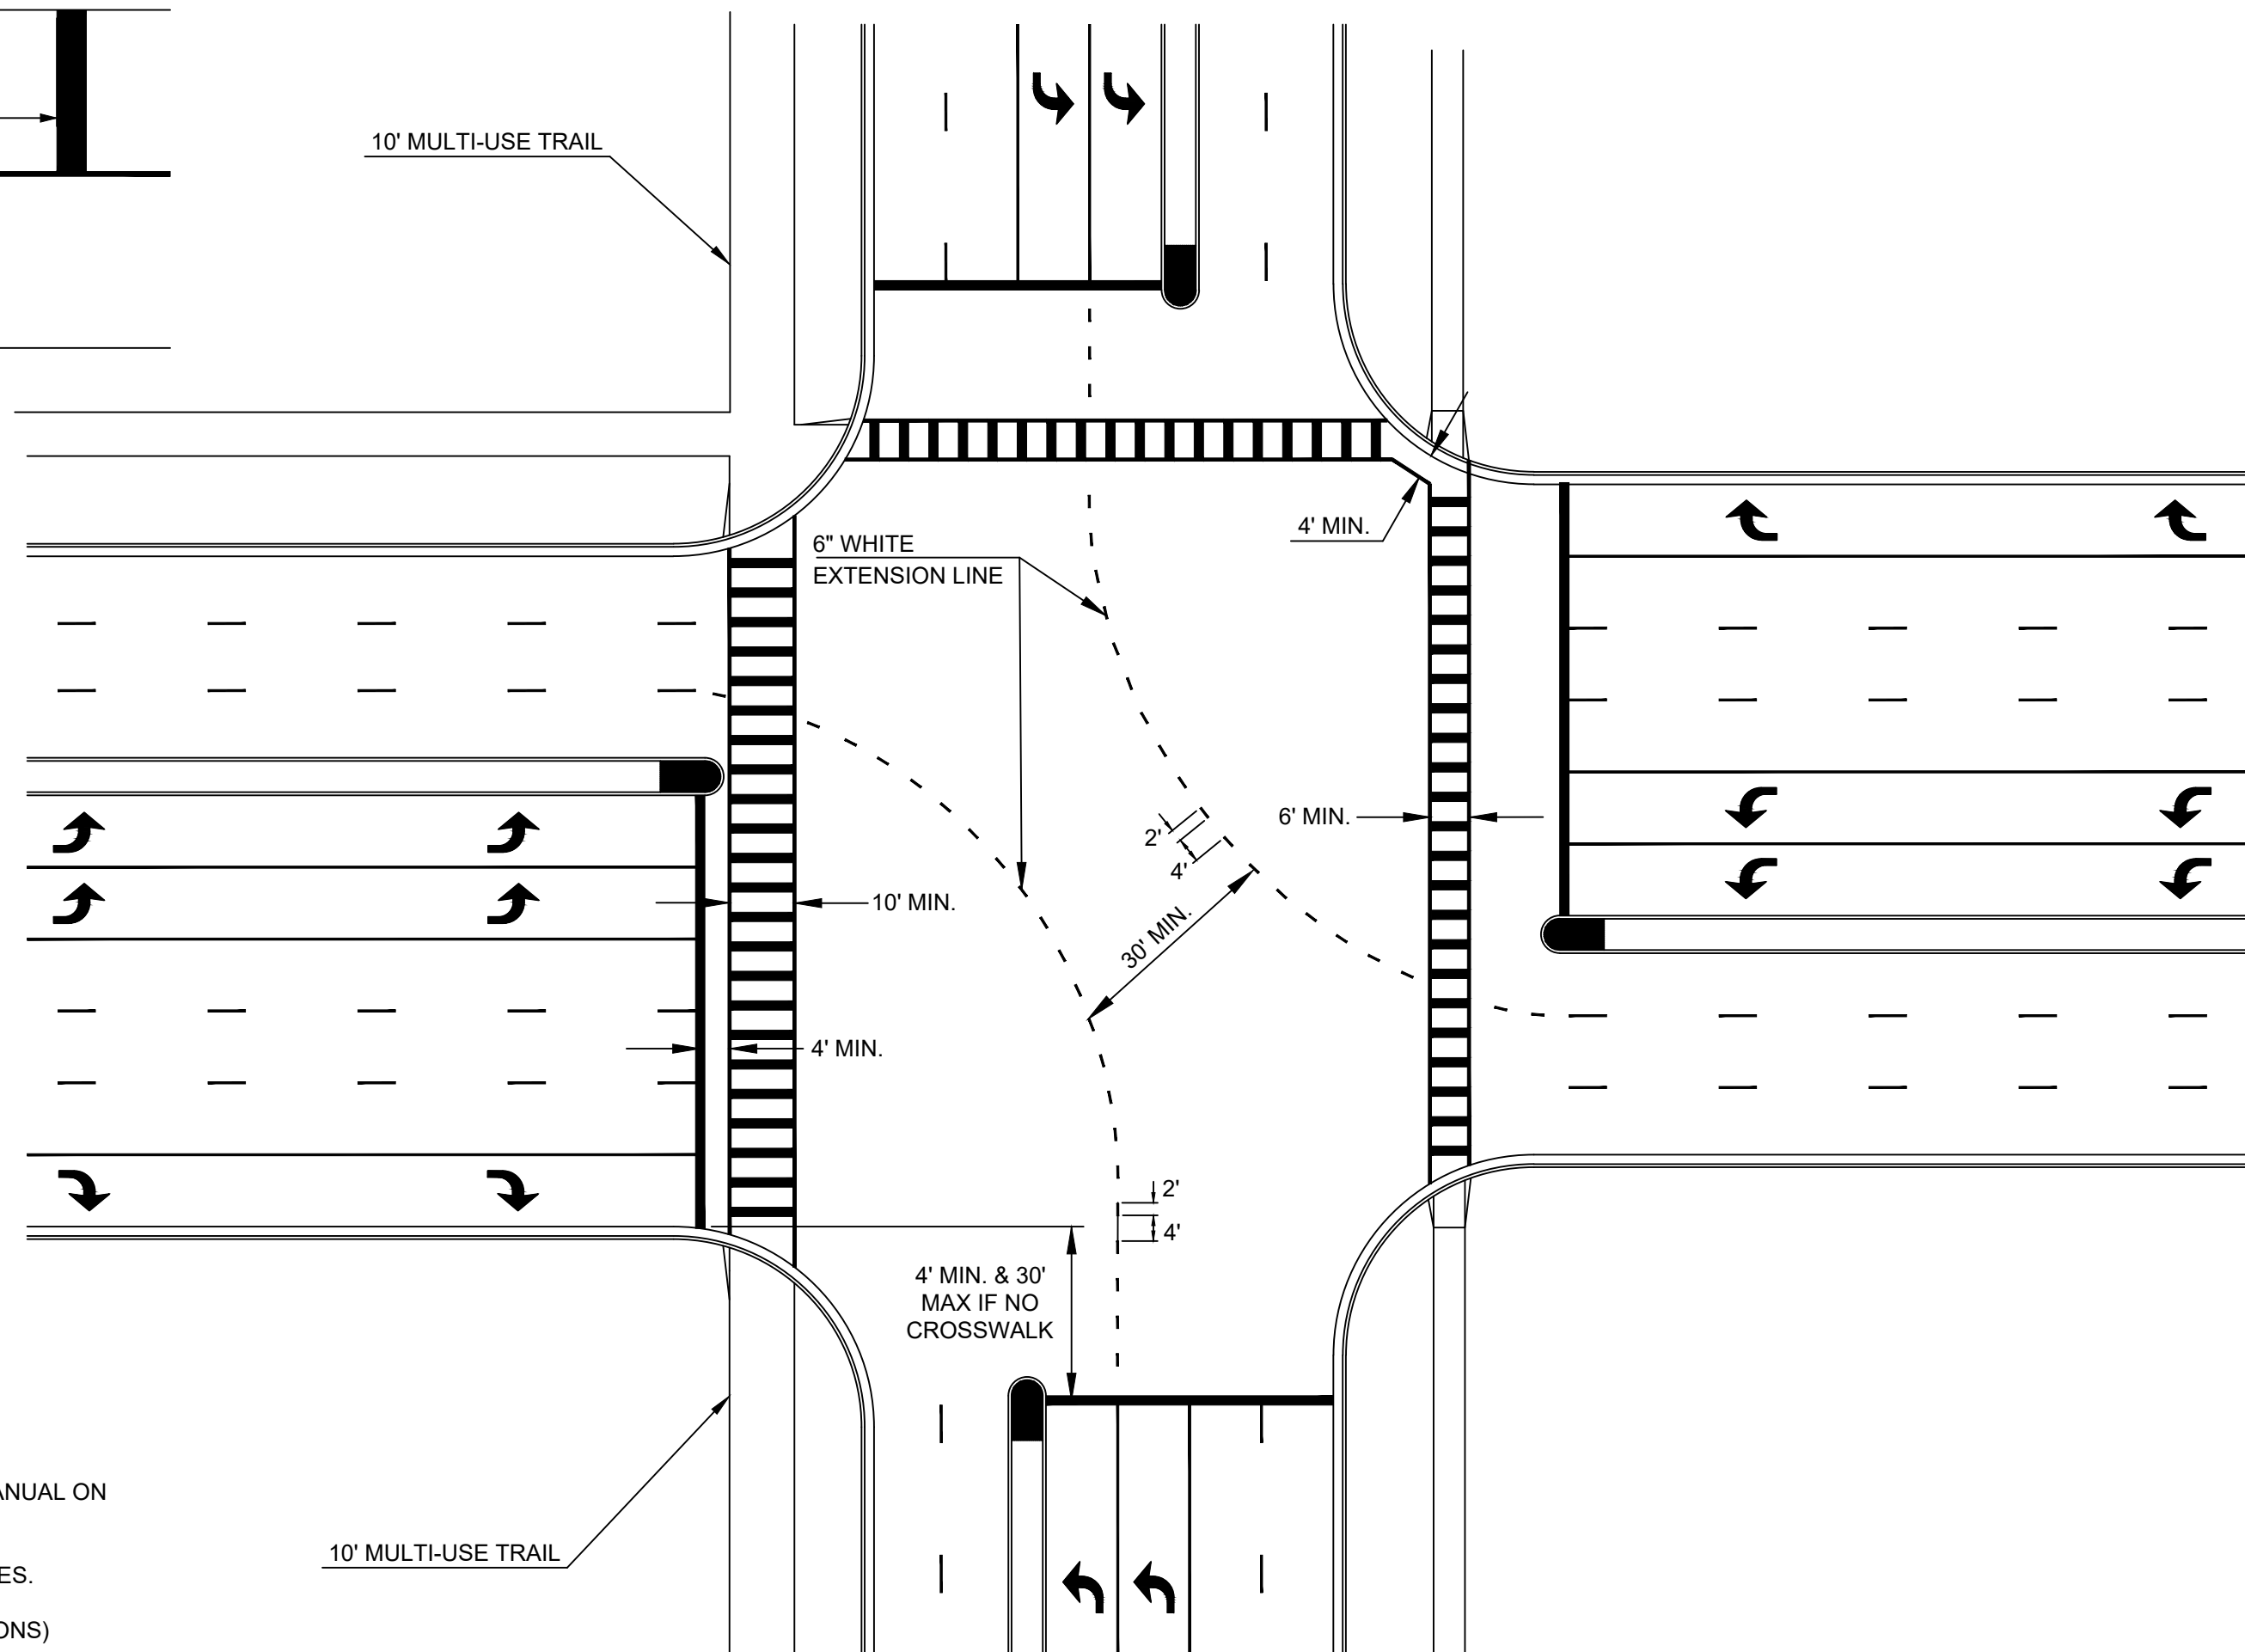 10' MULTI-USE TRAIL
4' MIN.
6" WHITE
EXTENSION LINE
2'
4'
6' MIN.
10' MIN.
30' MIN.
4' MIN.
2'
4'
4' MIN. & 30'
MAX IF NO
CROSSWALK
ANUAL ON
10' MULTI-USE TRAIL
ES.
ONS)